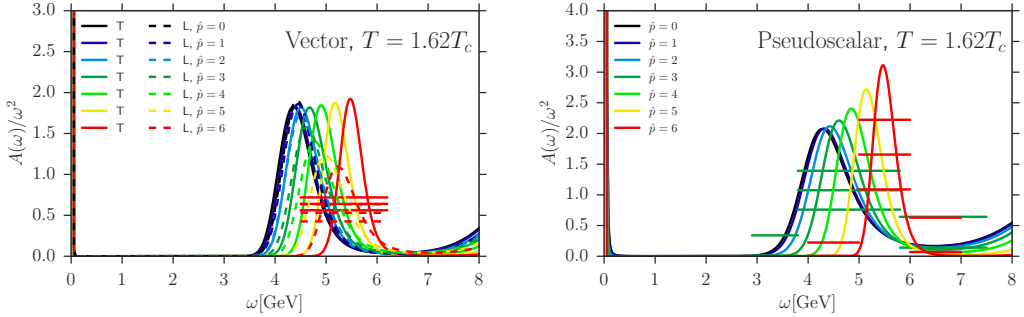 Vector, T = 1.62T_c
T L, p̂ = 0
T L, p̂ = 1
T L, p̂ = 2
T L, p̂ = 3
T L, p̂ = 4
T L, p̂ = 5
T L, p̂ = 6
A(ω)/ω²
3.0
2.5
2.0
1.5
1.0
0.5
0.0
0 1 2 3 4 5 6 7 8
ω[GeV]
Pseudoscalar, T = 1.62T_c
p̂ = 0
p̂ = 1
p̂ = 2
p̂ = 3
p̂ = 4
p̂ = 5
p̂ = 6
A(ω)/ω²
4.0
3.5
3.0
2.5
2.0
1.5
1.0
0.5
0.0
0 1 2 3 4 5 6 7 8
ω[GeV]